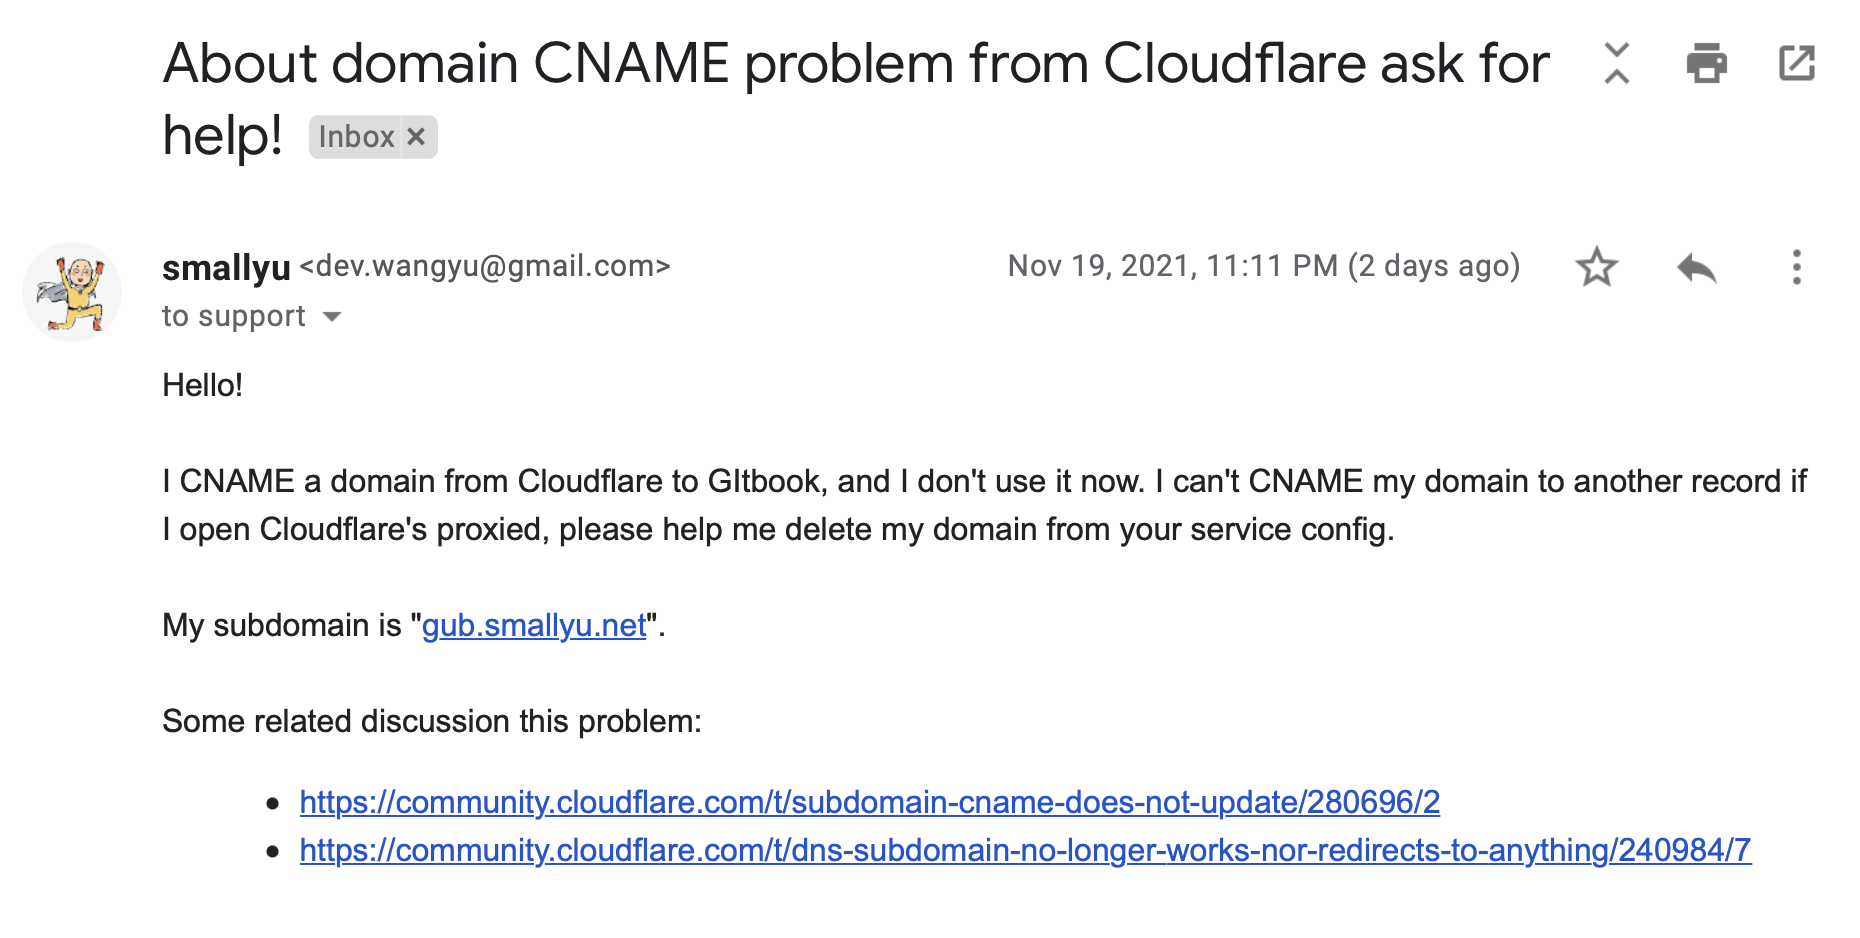 About domain CNAME problem from Cloudflare ask for
help! Inbox ×
smallyu <dev.wangyu@gmail.com> Nov 19, 2021, 11:11 PM (2 days ago)
to support
Hello!
I CNAME a domain from Cloudflare to GItbook, and I don't use it now. I can't CNAME my domain to another record if
I open Cloudflare's proxied, please help me delete my domain from your service config.
My subdomain is "gub.smallyu.net".
Some related discussion this problem:
• https://community.cloudflare.com/t/subdomain-cname-does-not-update/280696/2
• https://community.cloudflare.com/t/dns-subdomain-no-longer-works-nor-redirects-to-anything/240984/7